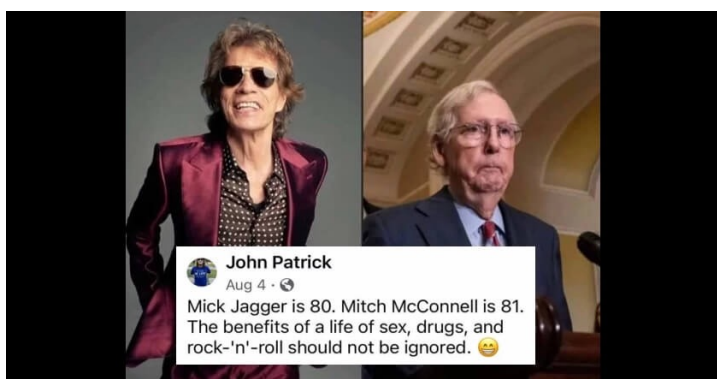 John Patrick
Aug 4 ·
Mick Jagger is 80. Mitch McConnell is 81.
The benefits of a life of sex, drugs, and
rock-'n'-roll should not be ignored. 😁